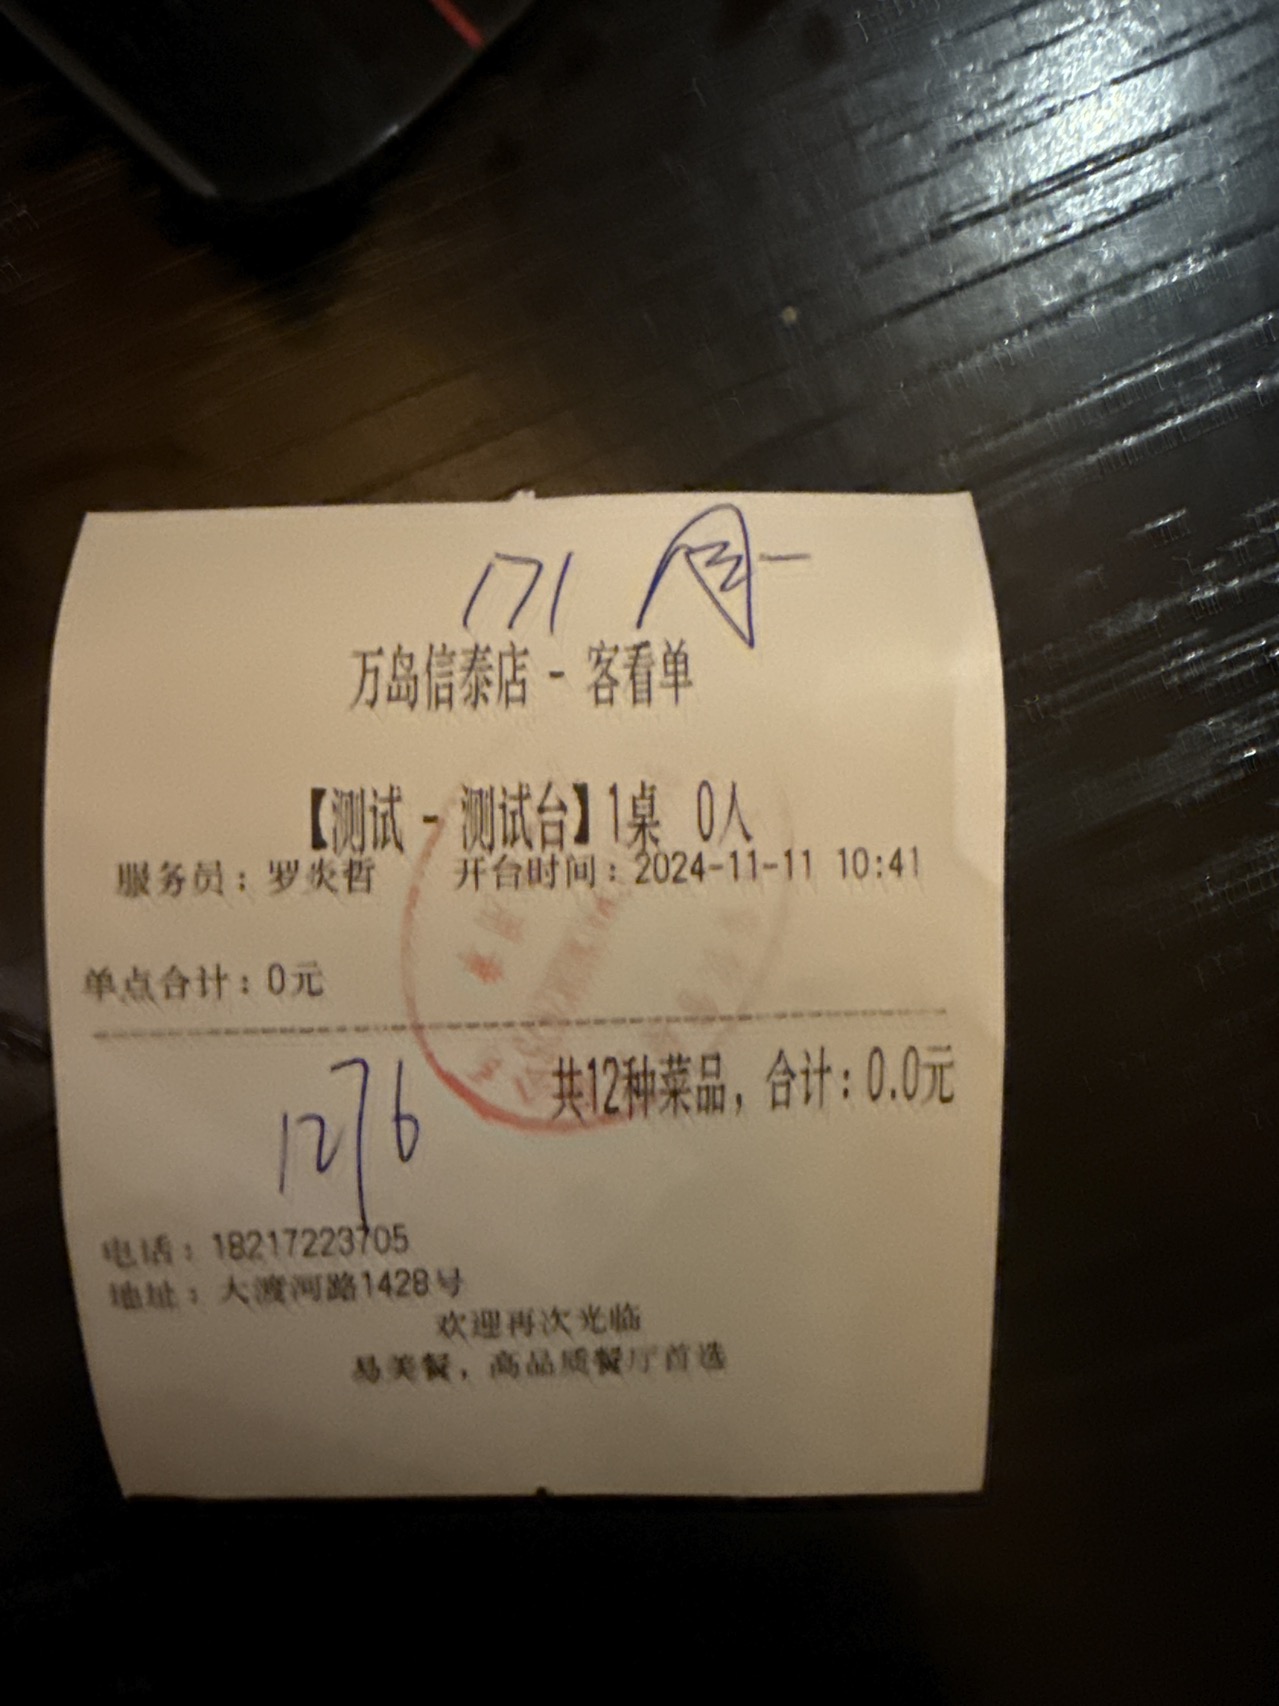 171 周一
万岛信泰店 - 客看单
【测试 - 测试台】1桌 0人
服务员：罗炎哲 开台时间：2024-11-11 10:41
单点合计：0元
共12种菜品，合计：0.0元
1276
电话：18217223705
地址：大渡河路1428号
欢迎再次光临
易美餐，高品质餐厅首选